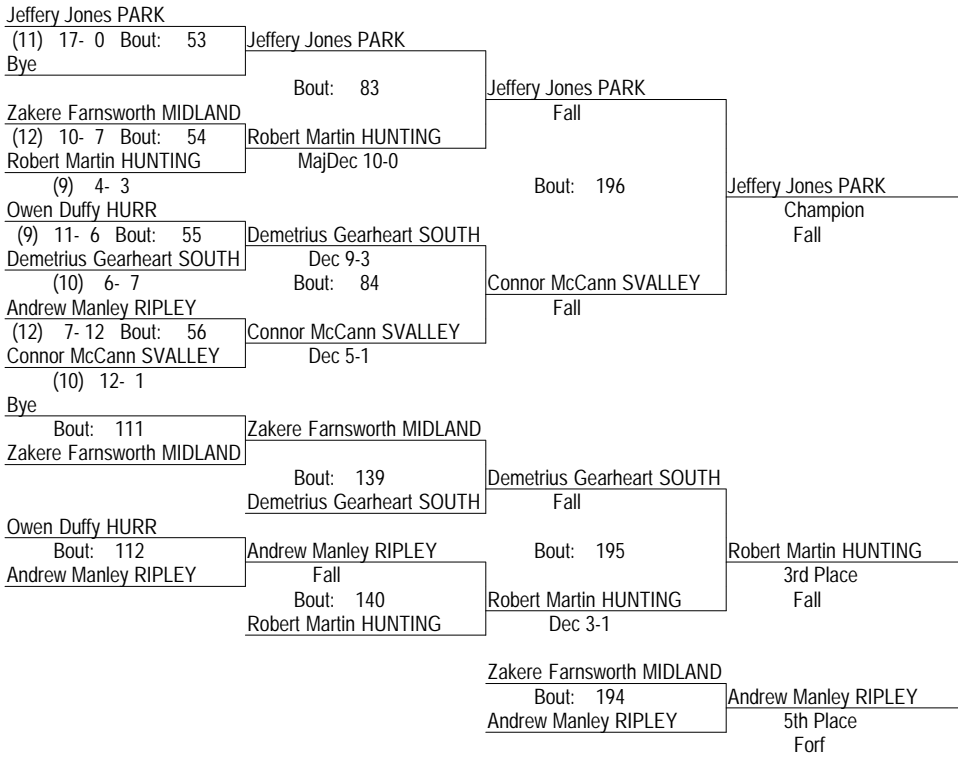 Jeffery Jones PARK
(11) 17- 0 Bout: 53 Jeffery Jones PARK
Bye
Bout: 83 Jeffery Jones PARK
Zakere Farnsworth MIDLAND Fall
(12) 10- 7 Bout: 54 Robert Martin HUNTING
Robert Martin HUNTING MajDec 10-0
(9) 4- 3 Bout: 196 Jeffery Jones PARK
Owen Duffy HURR Champion
(9) 11- 6 Bout: 55 Demetrius Gearheart SOUTH Fall
Demetrius Gearheart SOUTH Dec 9-3
(10) 6- 7 Bout: 84 Connor McCann SVALLEY
Andrew Manley RIPLEY Fall
(12) 7- 12 Bout: 56 Connor McCann SVALLEY
Connor McCann SVALLEY Dec 5-1
(10) 12- 1
Bye
Bout: 111 Zakere Farnsworth MIDLAND
Zakere Farnsworth MIDLAND
Bout: 139 Demetrius Gearheart SOUTH
Demetrius Gearheart SOUTH Fall
Owen Duffy HURR
Bout: 112 Andrew Manley RIPLEY Bout: 195 Robert Martin HUNTING
Andrew Manley RIPLEY Fall 3rd Place
Bout: 140 Robert Martin HUNTING Fall
Robert Martin HUNTING Dec 3-1
Zakere Farnsworth MIDLAND
Bout: 194 Andrew Manley RIPLEY
Andrew Manley RIPLEY 5th Place
Forf